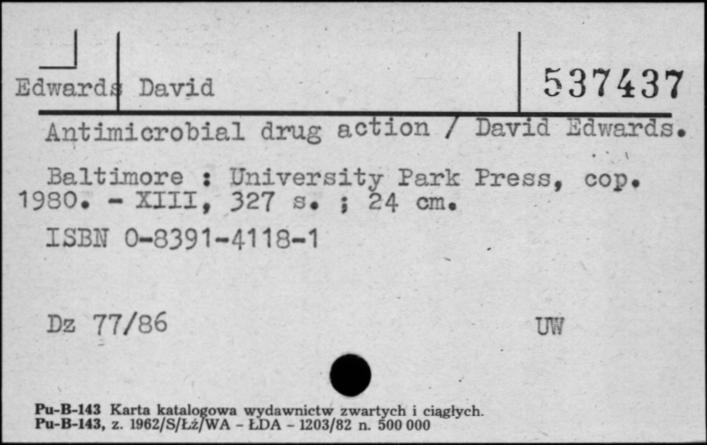 Edwards David 537437
Antimicrobial drug action / David Edwards.
Baltimore : University Park Press, cop.
1980. - XIII, 327 s. ; 24 cm.
ISBN 0-8391-4118-1
Dz 77/86 UW
Pu-B-143 Karta katalogowa wydawnictw zwartych i ciągłych.
Pu-B-143, z. 1962/S/Łź/WA - ŁDA - 1203/82 n. 500 000